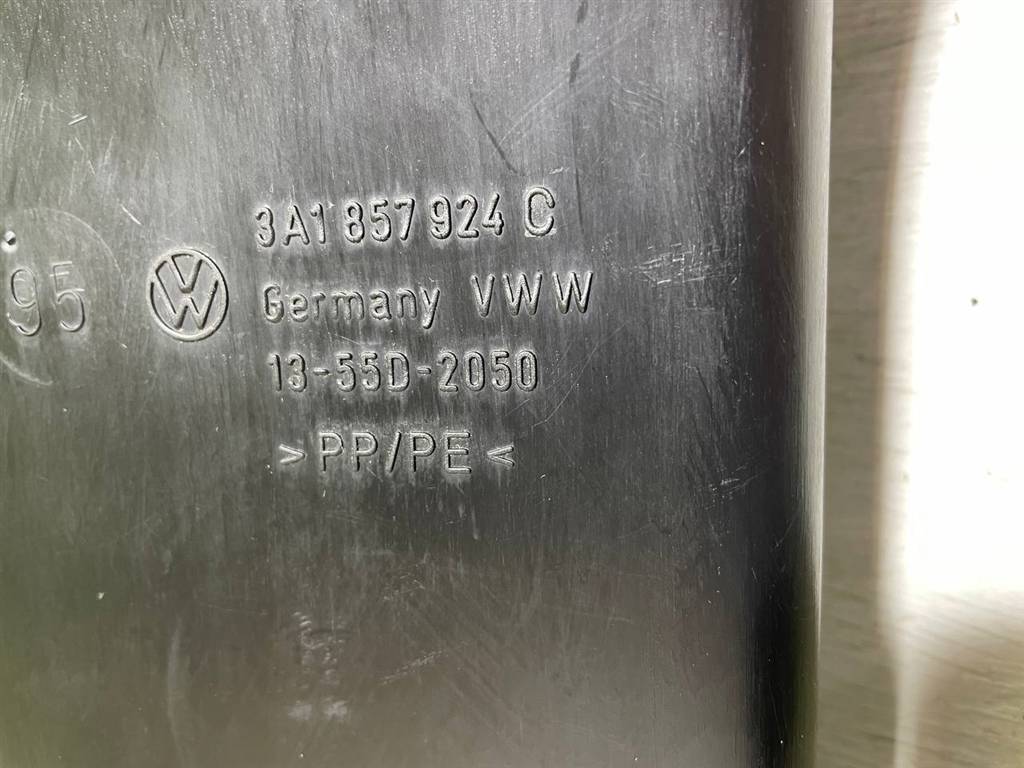 3A1 857 924 C
95
Germany VWW
13-55D-2050
>PP/PE<